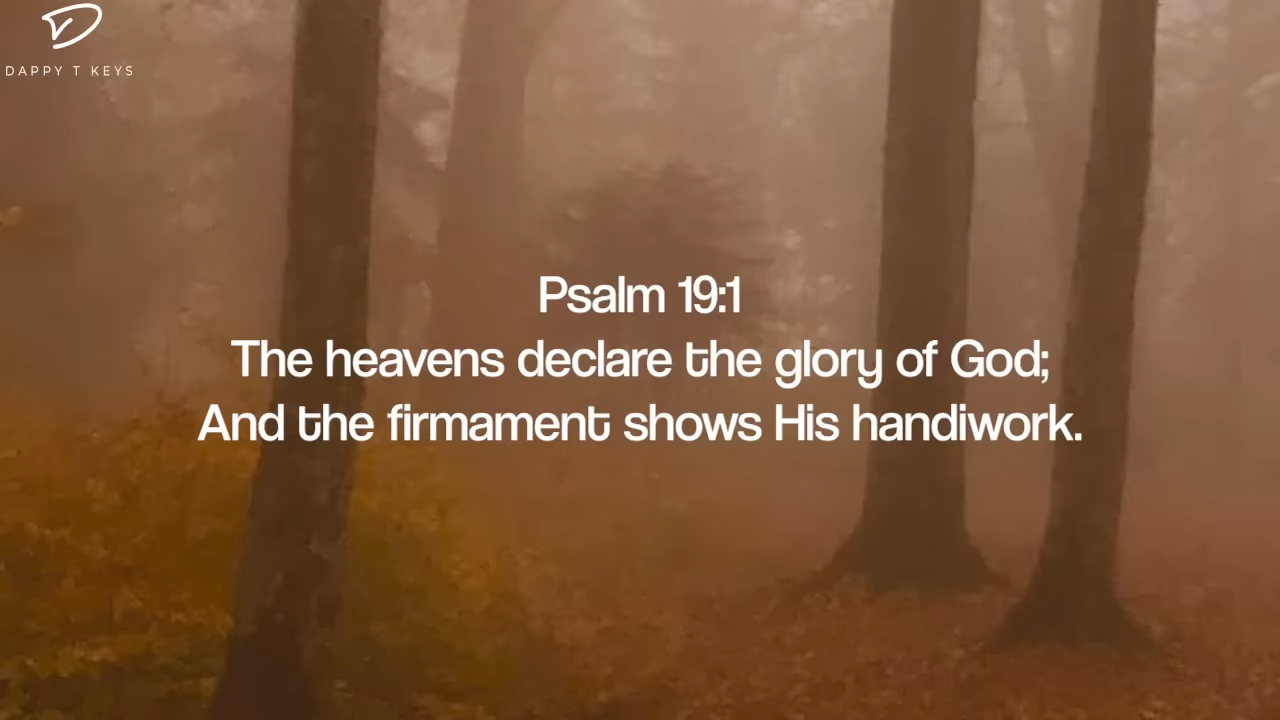 DAPPY T KEYS
Psalm 19:1
The heavens declare the glory of God;
And the firmament shows His handiwork.